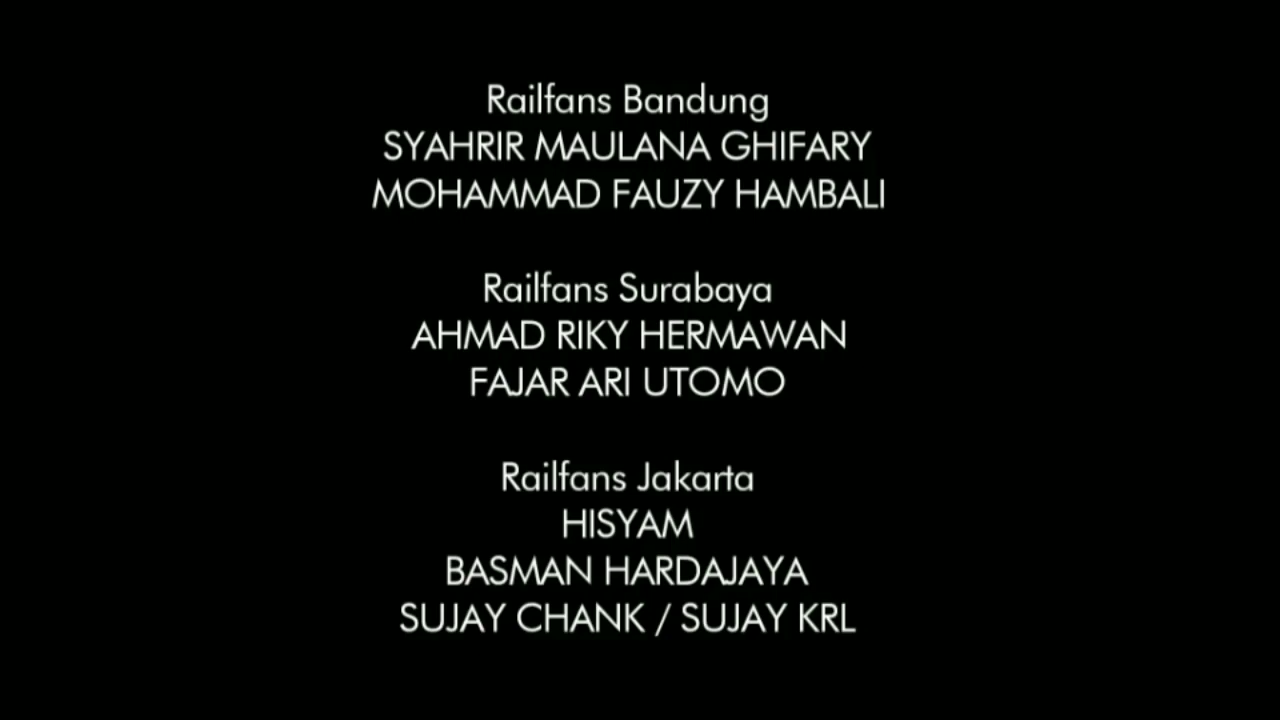 Railfans Bandung
SYAHRIR MAULANA GHIFARY
MOHAMMAD FAUZY HAMBALI
Railfans Surabaya
AHMAD RIKY HERMAWAN
FAJAR ARI UTOMO
Railfans Jakarta
HISYAM
BASMAN HARDAJAYA
SUJAY CHANK / SUJAY KRL